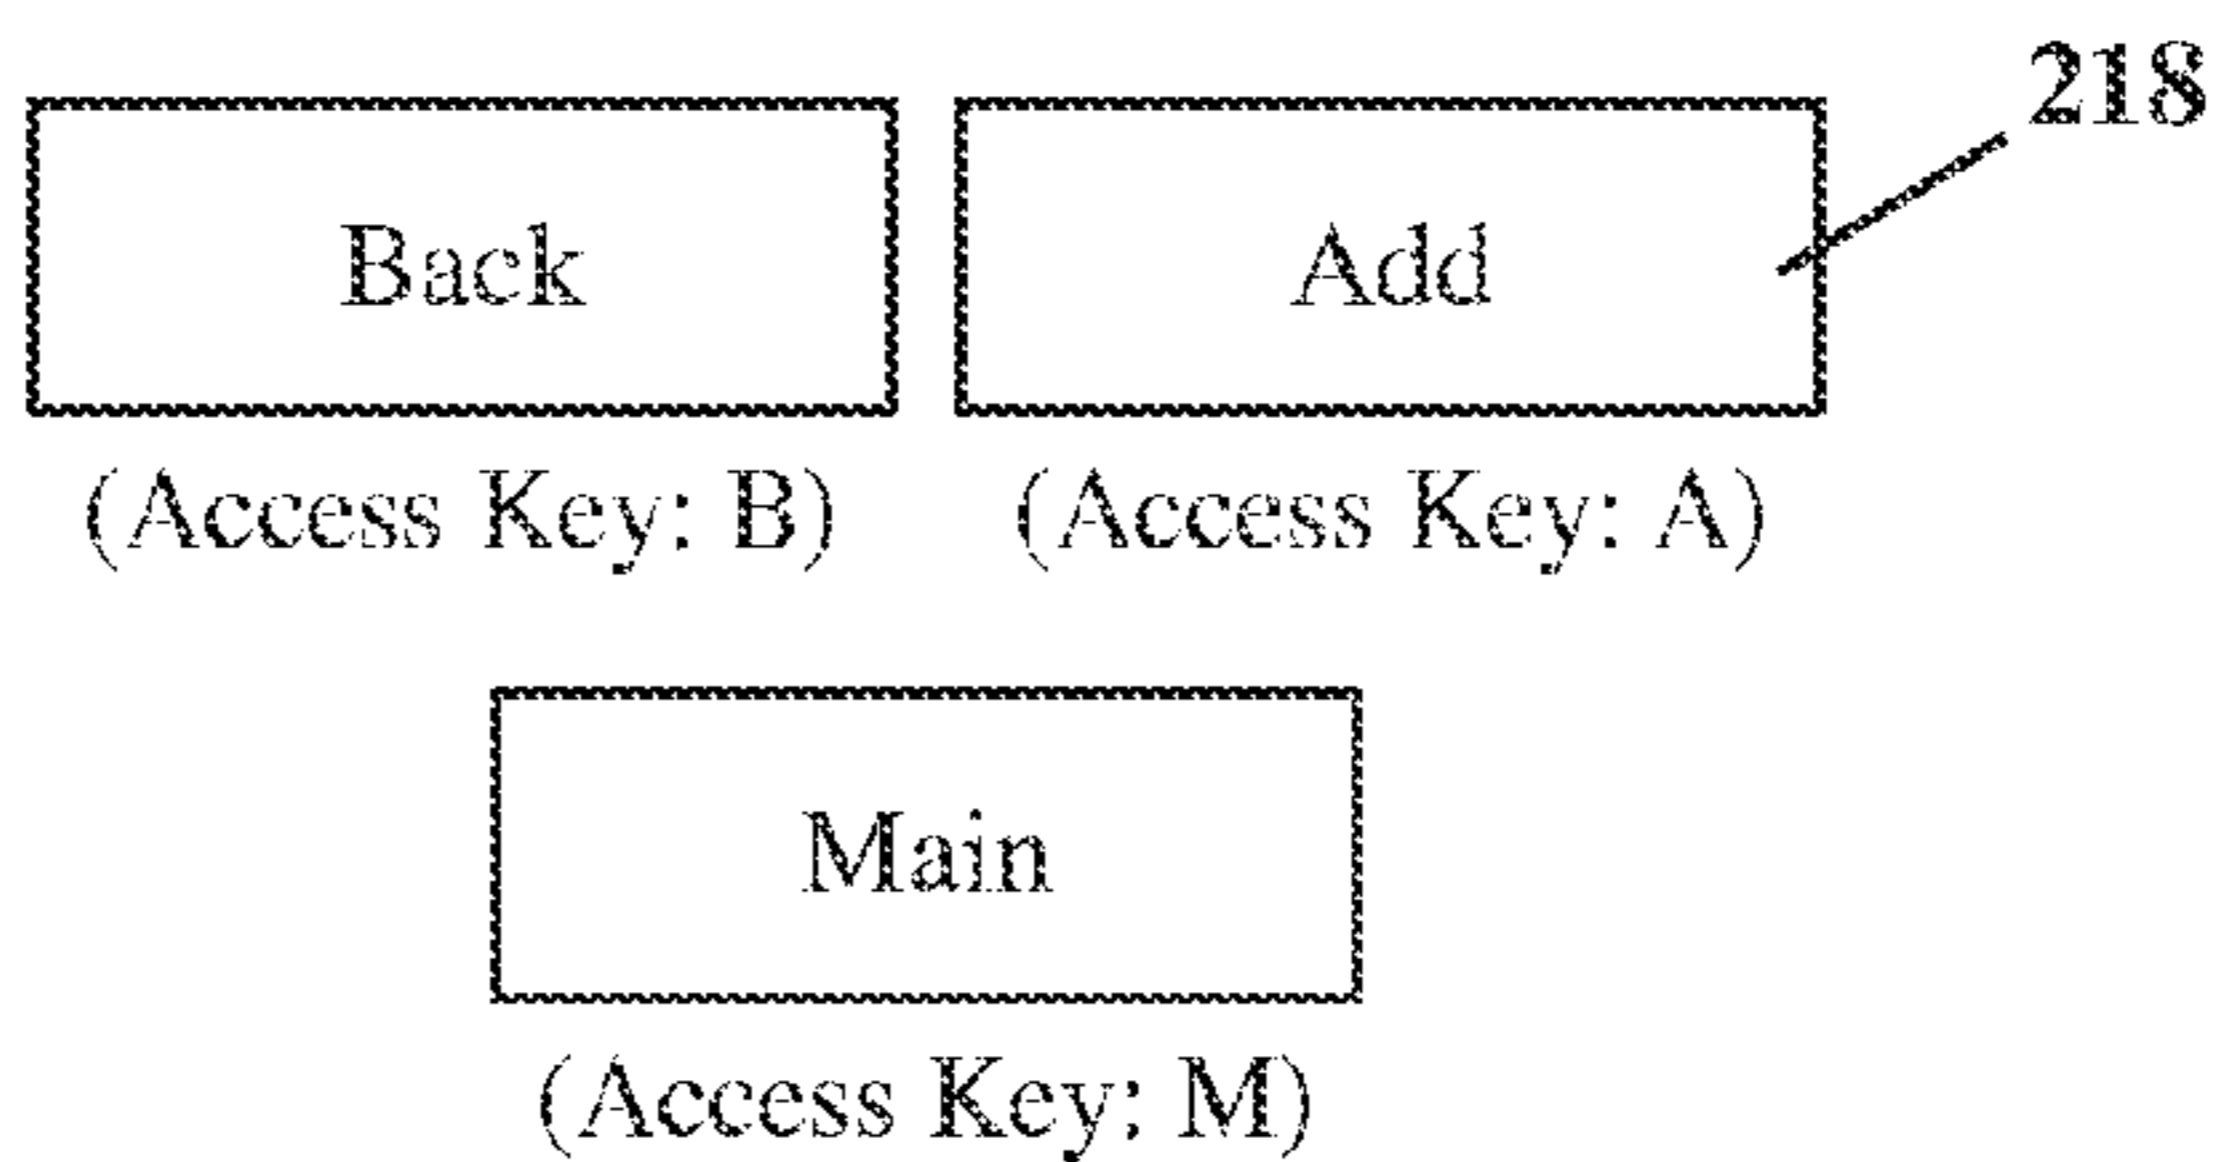 218
Back Add
(Access Key: B) (Access Key: A)
Main
(Access Key: M)